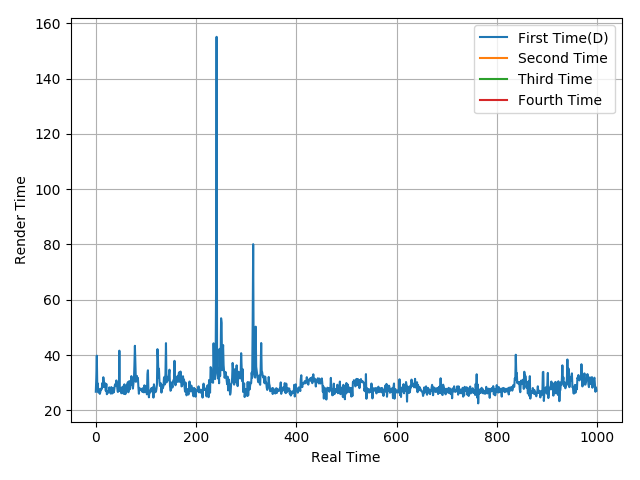 160
140
120
100
80
60
40
20
Render Time
0 200 400 600 800 1000
Real Time
First Time(D)
Second Time
Third Time
Fourth Time